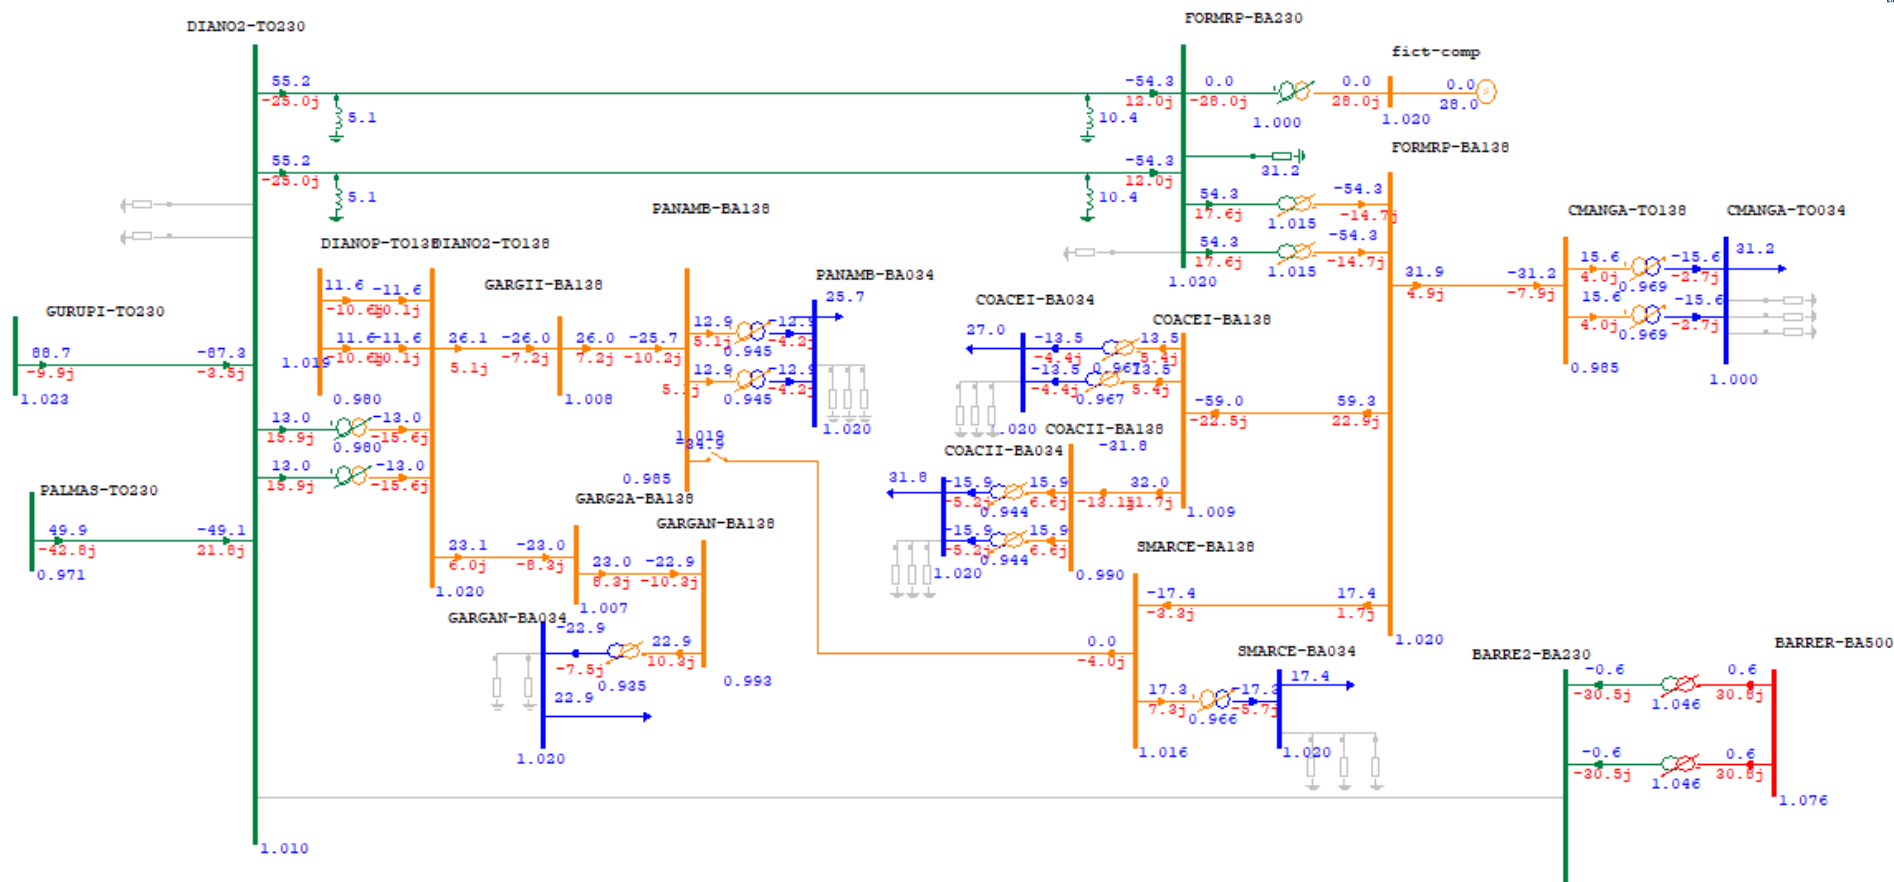 DIANO2-TO230
FORMRP-BA230
fict-comp
55.2
-25.0j
5.1
-54.3
12.0j
10.4
0.0
-28.0j
1.000
0.0
28.0j
1.020
0.0
28.0
FORMRP-BA138
55.2
-25.0j
5.1
-54.3
12.0j
10.4
31.2
54.3
17.6j
1.015
-54.3
-14.7j
54.3
17.6j
1.015
-54.3
-14.7j
1.020
PANAMB-BA138
CMANGA-TO138
CMANGA-TO034
31.9
4.9j
-31.2
-7.9j
15.6
4.0j
0.969
-15.6
-2.7j
31.2
15.6
4.0j
0.969
-15.6
-2.7j
0.985
1.000
DIANO2-TO138
11.6
-11.6
11.6
-11.6
1.019
0.980
GARGII-BA138
26.1
5.1j
-26.0
-7.2j
26.0
7.2j
-25.7
-10.2j
1.008
PANAMB-BA034
25.7
12.9
5.1j
0.945
-4.2j
12.9
0.945
-4.2j
1.019
0.985
1.020
GURUPI-TO230
88.7
-9.9j
-87.3
-3.5j
1.023
13.0
15.9j
0.980
-13.0
-15.6j
13.0
15.9j
-13.0
-15.6j
COACEI-BA034
COACEI-BA138
27.0
-13.5
-4.4j
13.5
5.4j
-13.5
-4.4j
0.967
13.5
5.4j
-59.0
-22.5j
59.3
22.9j
COACII-BA138
COACII-BA034
-31.8
31.8
-15.9
-5.2j
0.944
15.9
6.6j
-13.1j
32.0
-15.9
-5.2j
0.944
15.9
6.6j
1.020
0.990
1.009
PALMAS-TO230
49.9
-42.8j
-49.1
21.8j
0.971
GARG2A-BA138
GARGAN-BA138
23.1
6.0j
-23.0
-8.3j
23.0
8.3j
-22.9
-10.3j
1.020
1.007
GARGAN-BA034
-22.9
-7.5j
0.935
22.9
10.3j
0.993
22.9
1.020
SMARCE-BA138
-17.4
-3.3j
17.4
1.7j
1.020
0.0
-4.0j
SMARCE-BA034
17.4
17.3
7.3j
0.966
-17.3
-5.7j
1.016
1.020
BARRE2-BA230
BARRER-BA500
-0.6
-30.5j
1.046
0.6
30.8j
-0.6
-30.5j
1.046
0.6
30.8j
1.076
1.010